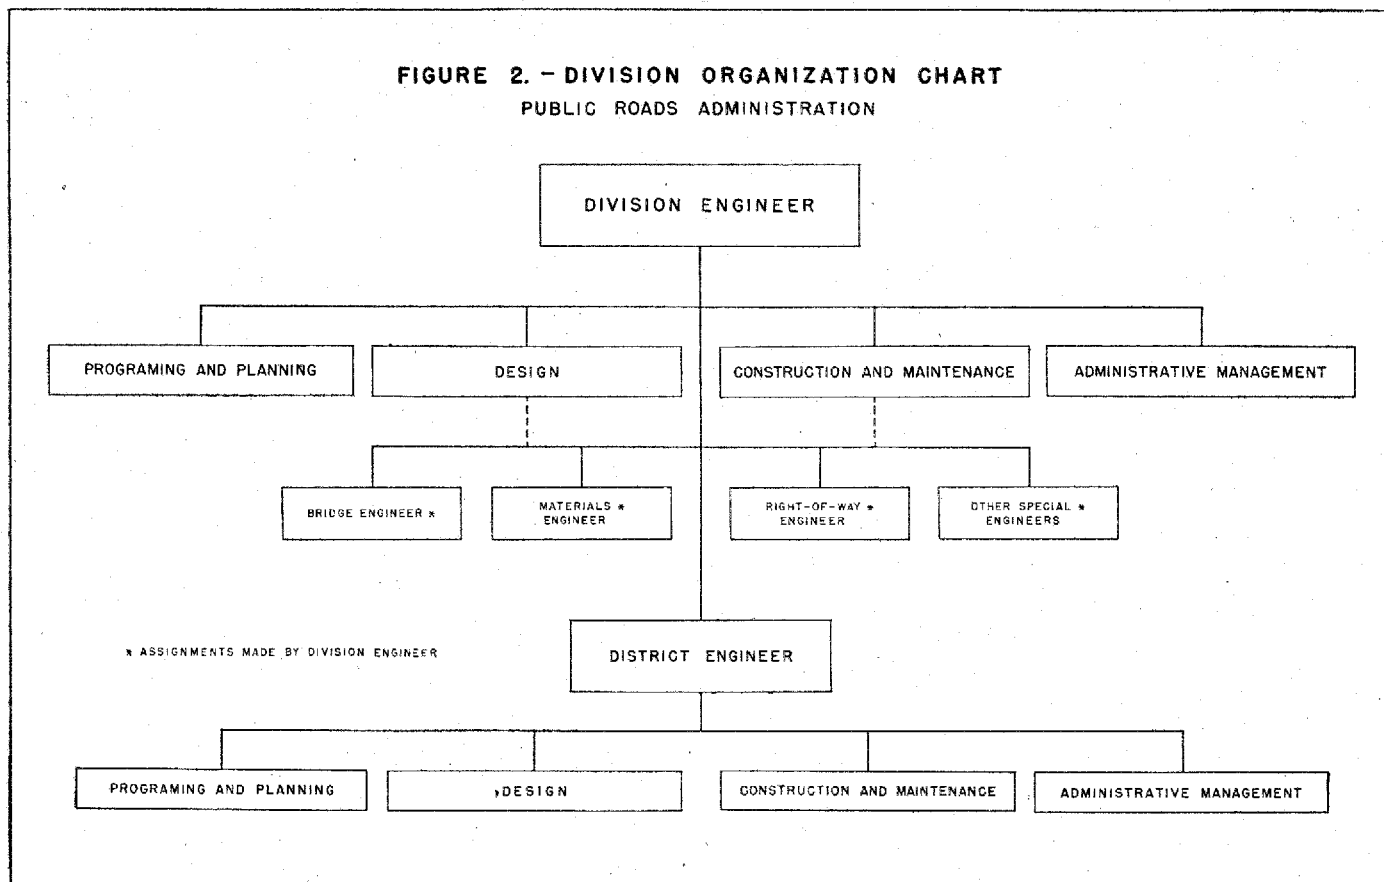 FIGURE 2. – DIVISION ORGANIZATION CHART
PUBLIC ROADS ADMINISTRATION
DIVISION ENGINEER
PROGRAMING AND PLANNING
DESIGN
CONSTRUCTION AND MAINTENANCE
ADMINISTRATIVE MANAGEMENT
BRIDGE ENGINEER *
MATERIALS *
ENGINEER
RIGHT-OF-WAY *
ENGINEER
OTHER SPECIAL *
ENGINEERS
* ASSIGNMENTS MADE BY DIVISION ENGINEER
DISTRICT ENGINEER
PROGRAMING AND PLANNING
DESIGN
CONSTRUCTION AND MAINTENANCE
ADMINISTRATIVE MANAGEMENT